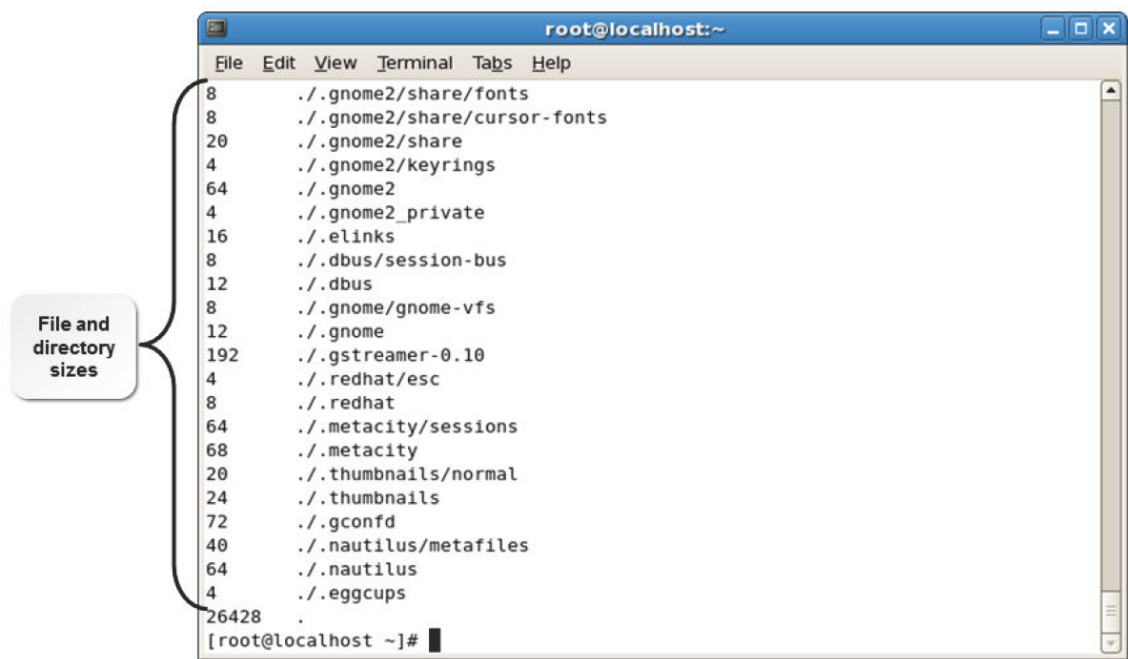 root@localhost:~
File Edit View Terminal Tabs Help
8 ./.gnome2/share/fonts
8 ./.gnome2/share/cursor-fonts
20 ./.gnome2/share
4 ./.gnome2/keyrings
64 ./.gnome2
4 ./.gnome2_private
16 ./.elinks
8 ./.dbus/session-bus
12 ./.dbus
8 ./.gnome/gnome-vfs
12 ./.gnome
192 ./.gstreamer-0.10
4 ./.redhat/esc
8 ./.redhat
64 ./.metacity/sessions
68 ./.metacity
20 ./.thumbnails/normal
24 ./.thumbnails
72 ./.gconfd
40 ./.nautilus/metafiles
64 ./.nautilus
4 ./.eggcups
26428 .
[root@localhost ~]#
File and
directory
sizes